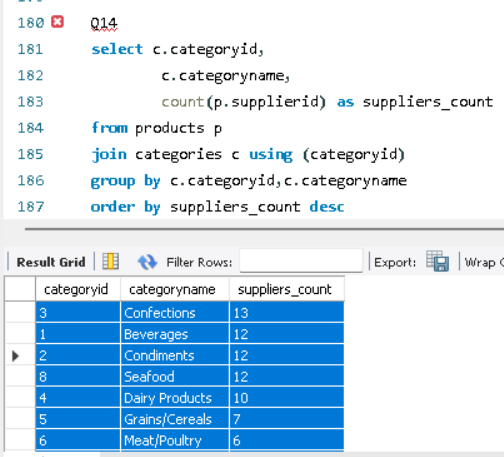 180 Q14
181 select c.categoryid,
182 c.categoryname,
183 count(p.supplierid) as suppliers_count
184 from products p
185 join categories c using (categoryid)
186 group by c.categoryid,c.categoryname
187 order by suppliers_count desc
Result Grid Filter Rows: Export: Wrap C
categoryid categoryname suppliers_count
3 Confections 13
1 Beverages 12
2 Condiments 12
8 Seafood 12
4 Dairy Products 10
5 Grains/Cereals 7
6 Meat/Poultry 6